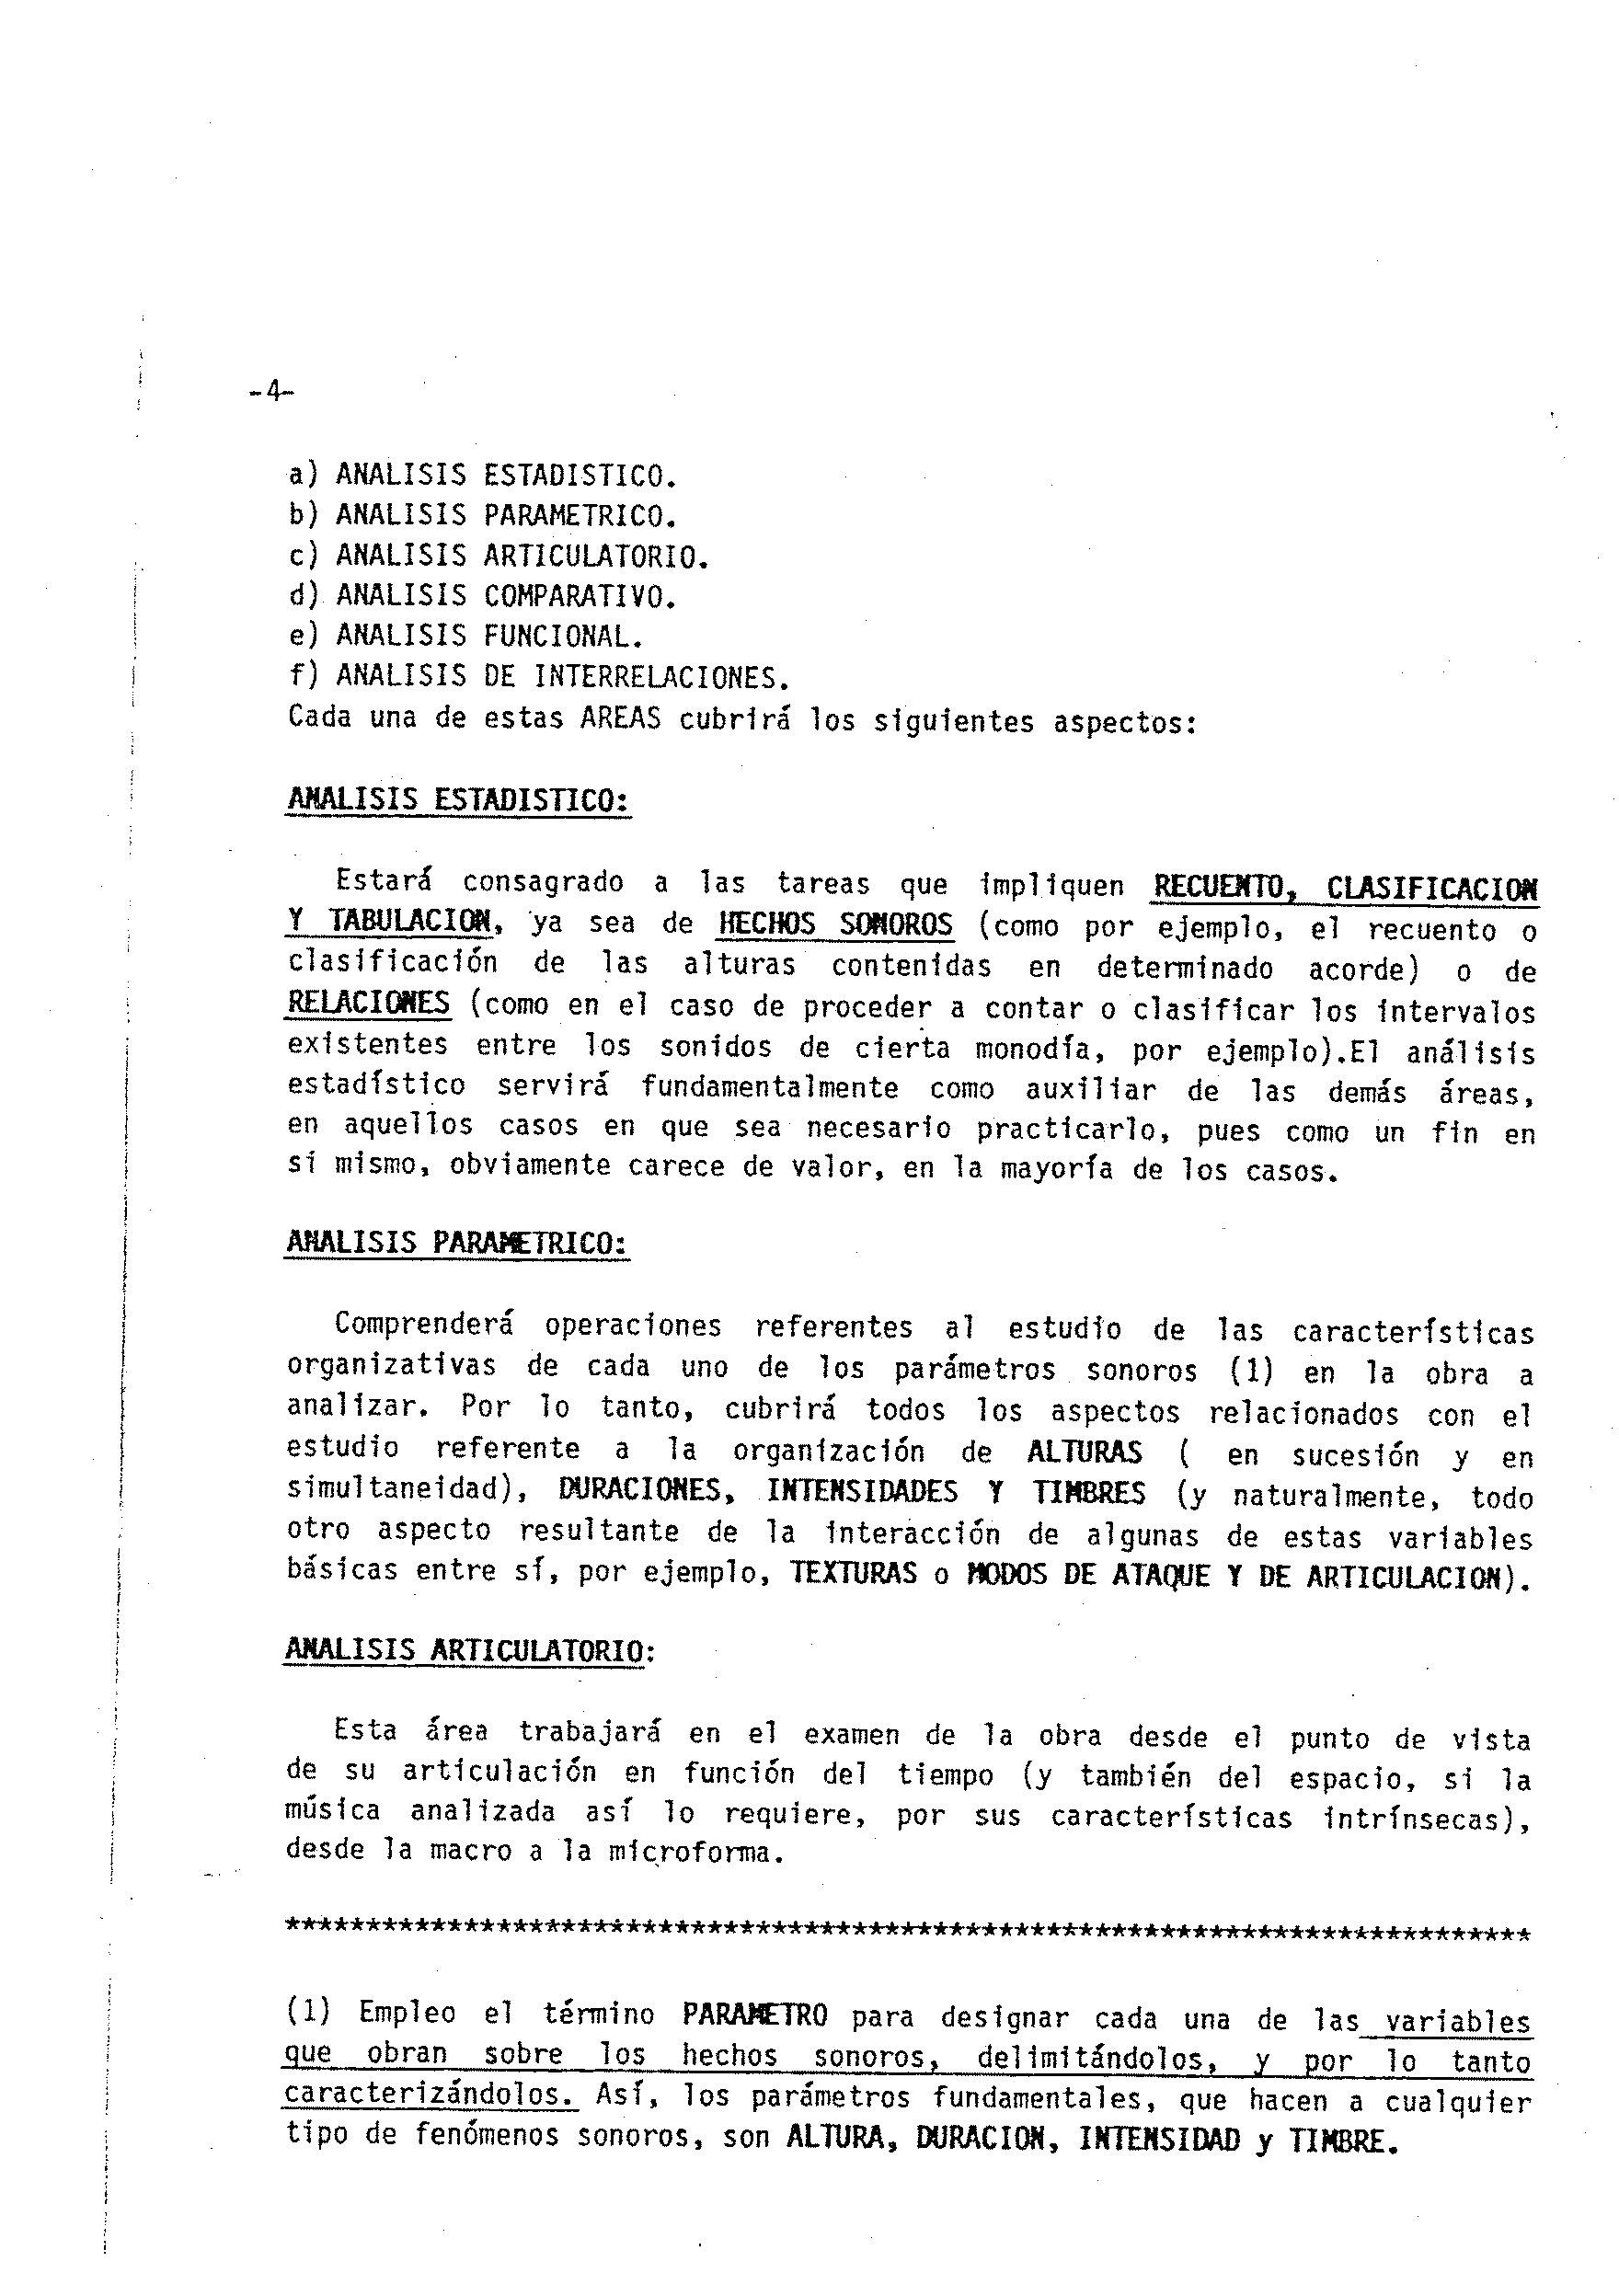 -4-
a) ANALISIS ESTADISTICO.
b) ANALISIS PARAMETRICO.
c) ANALISIS ARTICULATORIO.
d) ANALISIS COMPARATIVO.
e) ANALISIS FUNCIONAL.
f) ANALISIS DE INTERRELACIONES.
Cada una de estas AREAS cubrirá los siguientes aspectos:
ANALISIS ESTADISTICO:
Estará consagrado a las tareas que impliquen RECUENTO, CLASIFICACION
Y TABULACION, ya sea de HECHOS SONOROS (como por ejemplo, el recuento o
clasificación de las alturas contenidas en determinado acorde) o de
RELACIONES (como en el caso de proceder a contar o clasificar los intervalos
existentes entre los sonidos de cierta monodía, por ejemplo).El análisis
estadístico servirá fundamentalmente como auxiliar de las demás áreas,
en aquellos casos en que sea necesario practicarlo, pues como un fin en
sí mismo, obviamente carece de valor, en la mayoría de los casos.
ANALISIS PARAMETRICO:
Comprenderá operaciones referentes al estudio de las características
organizativas de cada uno de los parámetros sonoros (1) en la obra a
analizar. Por lo tanto, cubrirá todos los aspectos relacionados con el
estudio referente a la organización de ALTURAS ( en sucesión y en
simultaneidad), DURACIONES, INTENSIDADES Y TIMBRES (y naturalmente, todo
otro aspecto resultante de la interacción de algunas de estas variables
básicas entre sí, por ejemplo, TEXTURAS o MODOS DE ATAQUE Y DE ARTICULACION).
ANALISIS ARTICULATORIO:
Esta área trabajará en el examen de la obra desde el punto de vista
de su articulación en función del tiempo (y también del espacio, si la
música analizada así lo requiere, por sus características intrínsecas),
desde la macro a la microforma.
*****************************************************************************
(1) Empleo el término PARAMETRO para designar cada una de las variables
que obran sobre los hechos sonoros, delimitándolos, y por lo tanto
caracterizándolos. Así, los parámetros fundamentales, que hacen a cualquier
tipo de fenómenos sonoros, son ALTURA, DURACION, INTENSIDAD y TIMBRE.